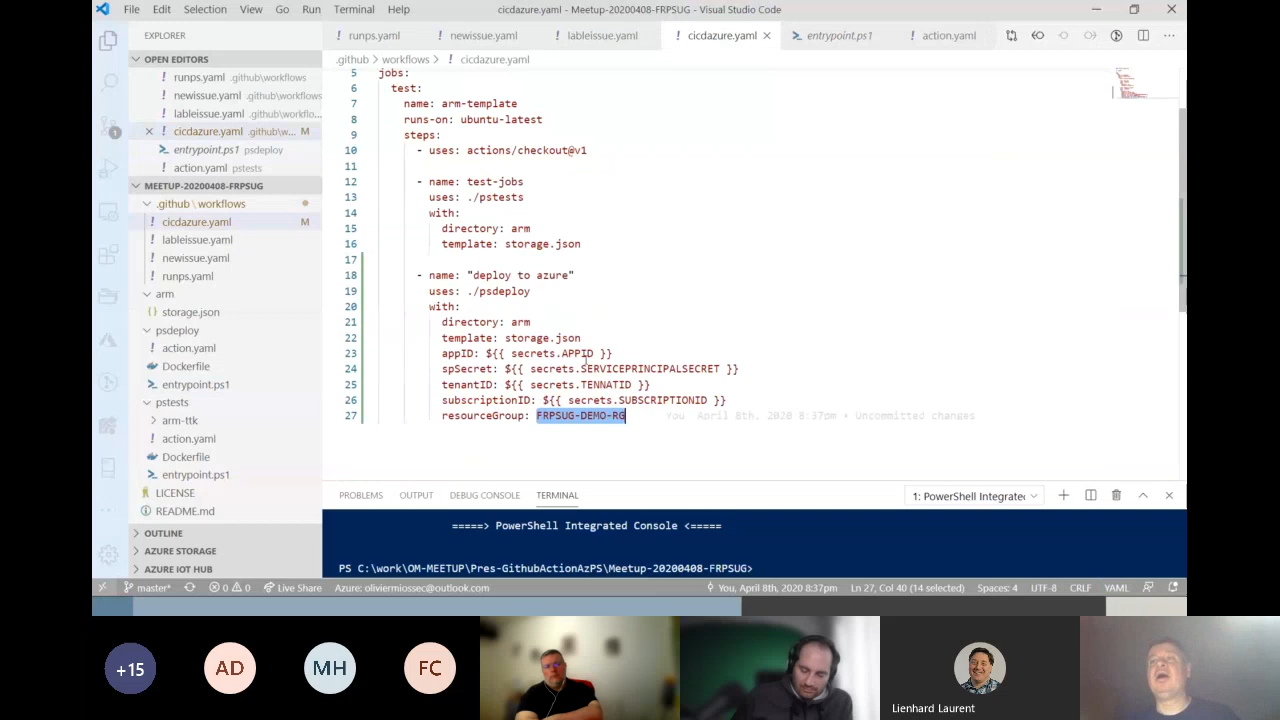 File Edit Selection View Go Run Terminal Help cicdazure.yaml - Meetup-20200408-FRPSUG - Visual Studio Code
EXPLORER
runps.yaml newissue.yaml lableissue.yaml cicdazure.yaml entrypoint.ps1 action.yaml
OPEN EDITORS
runps.yaml .github\workflows
newissue.yaml .github\workflows
lableissue.yaml .github\workflo...
cicdazure.yaml .github\w... M
entrypoint.ps1 psdeploy
action.yaml pstests
MEETUP-20200408-FRPSUG
.github \ workflows
cicdazure.yaml M
lableissue.yaml
newissue.yaml
runps.yaml
arm
storage.json
psdeploy
action.yaml
Dockerfile
entrypoint.ps1
pstests
arm-ttk
action.yaml
Dockerfile
entrypoint.ps1
LICENSE
README.md
OUTLINE
AZURE STORAGE
AZURE IOT HUB
1
.github > workflows > cicdazure.yaml
5 jobs:
6 test:
7 name: arm-template
8 runs-on: ubuntu-latest
9 steps:
10 - uses: actions/checkout@v1
11
12 - name: test-jobs
13 uses: ./pstests
14 with:
15 directory: arm
16 template: storage.json
17
18 - name: "deploy to azure"
19 uses: ./psdeploy
20 with:
21 directory: arm
22 template: storage.json
23 appID: ${{ secrets.APPID }}
24 spSecret: ${{ secrets.SERVICEPRINCIPALSECRET }}
25 tenantID: ${{ secrets.TENNATID }}
26 subscriptionID: ${{ secrets.SUBSCRIPTIONID }}
27 resourceGroup: FRPSUG-DEMO-RG You April 8th, 2020 8:37pm • Uncommitted changes
PROBLEMS OUTPUT DEBUG CONSOLE TERMINAL 1: PowerShell Integrate
=====> PowerShell Integrated Console <=====
PS C:\work\OM-MEETUP\Pres-GithubActionAzPS\Meetup-20200408-FRPSUG>
master* 0 0 Live Share Azure: oliviermiossec@outlook.com You, April 8th, 2020 8:37pm Ln 27, Col 40 (14 selected) Spaces: 4 UTF-8 CRLF YAML
+15 AD MH FC
Lienhard Laurent